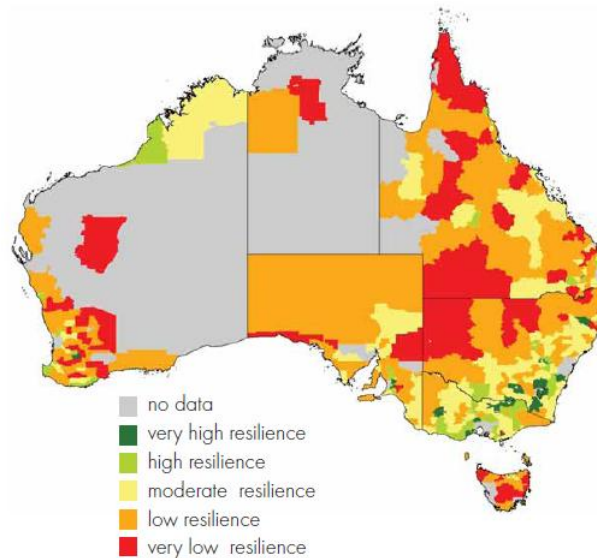 no data
very high resilience
high resilience
moderate resilience
low resilience
very low resilience